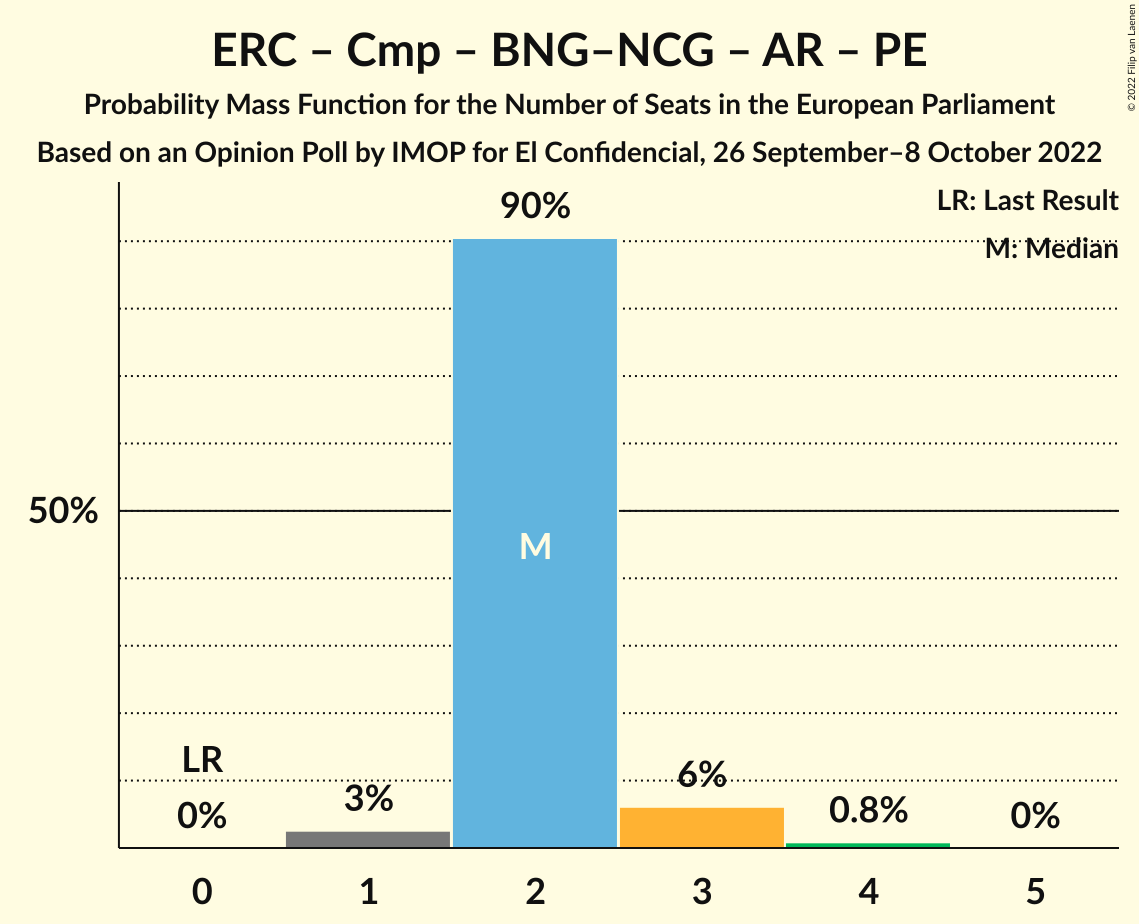 ERC – Cmp – BNG–NCG – AR – PE
Probability Mass Function for the Number of Seats in the European Parliament
Based on an Opinion Poll by IMOP for El Confidencial, 26 September–8 October 2022
© 2022 Filip van Laenen
LR: Last Result
M: Median
90%
50%
M
LR
0%
3%
6%
0.8%
0%
0 1 2 3 4 5